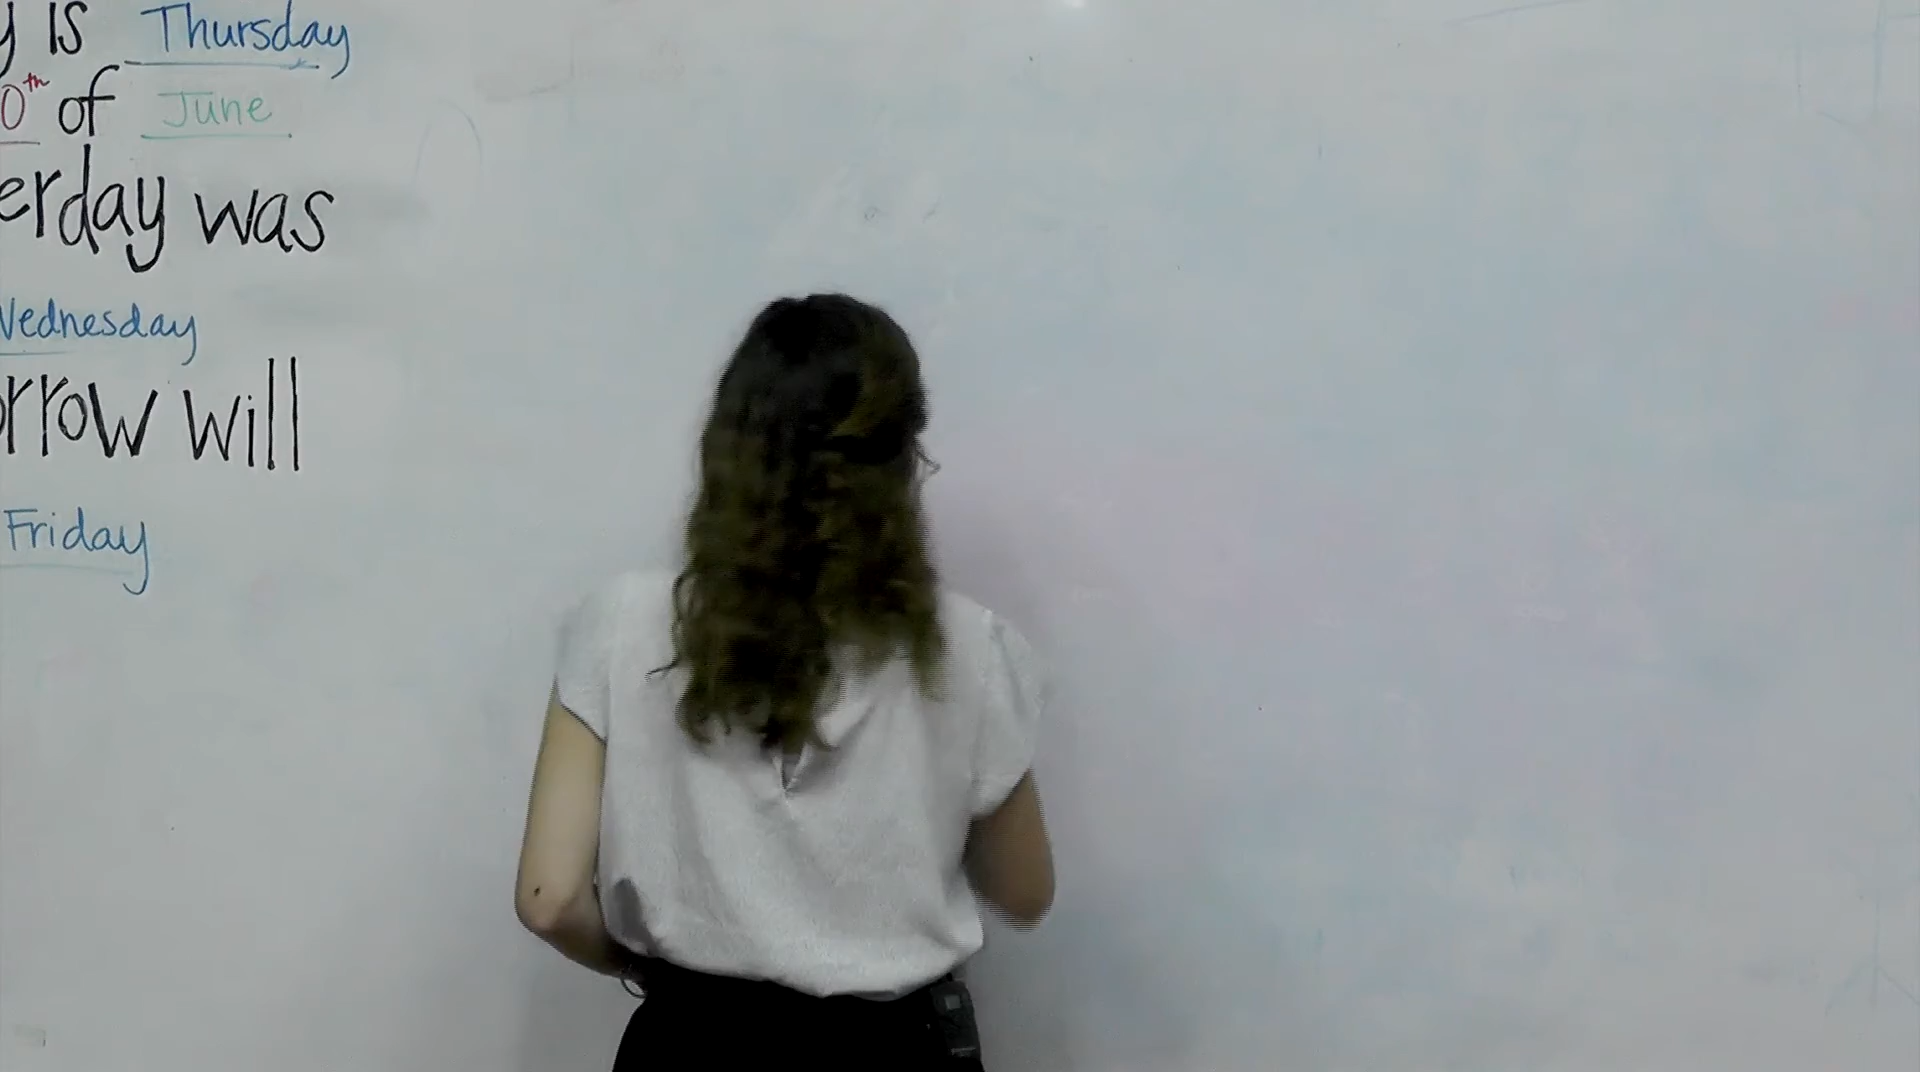 y is Thursday
0th of June
erday was
Wednesday
orrow will
Friday